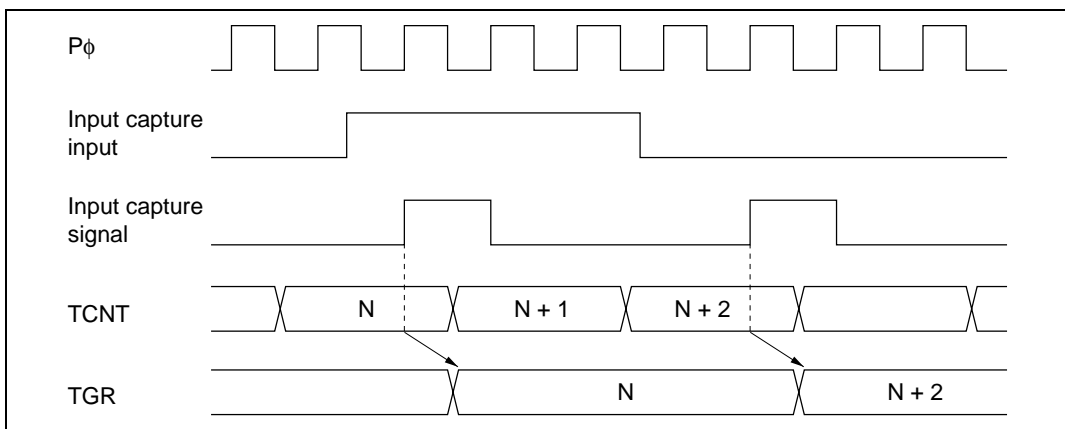 Pφ
Input capture
input
Input capture
signal
TCNT
N
N + 1
N + 2
TGR
N
N + 2